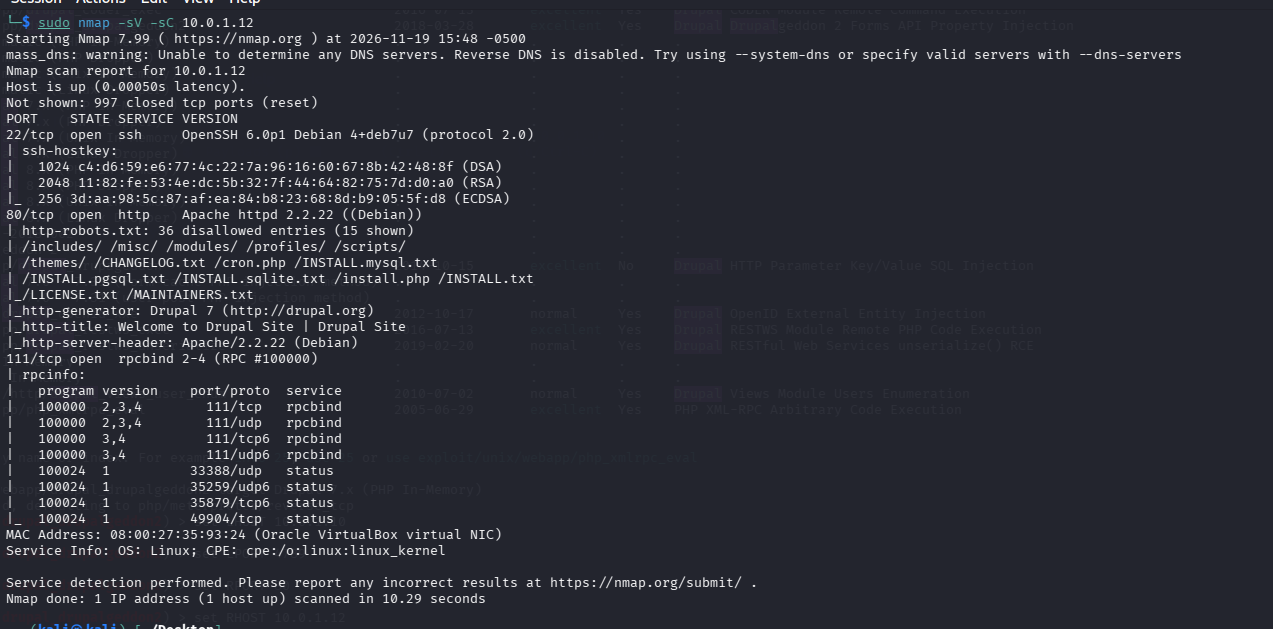 Session Actions Edit View Help
└─$ sudo nmap -sV -sC 10.0.1.12
Starting Nmap 7.99 ( https://nmap.org ) at 2026-11-19 15:48 -0500
mass_dns: warning: Unable to determine any DNS servers. Reverse DNS is disabled. Try using --system-dns or specify valid servers with --dns-servers
Nmap scan report for 10.0.1.12
Host is up (0.00050s latency).
Not shown: 997 closed tcp ports (reset)
PORT    STATE SERVICE VERSION
22/tcp  open  ssh     OpenSSH 6.0p1 Debian 4+deb7u7 (protocol 2.0)
| ssh-hostkey:
|   1024 c4:d6:59:e6:77:4c:22:7a:96:16:60:67:8b:42:48:8f (DSA)
|   2048 11:82:fe:53:4e:dc:5b:32:7f:44:64:82:75:7d:d0:a0 (RSA)
|_  256 3d:aa:98:5c:87:af:ea:84:b8:23:68:8d:b9:05:5f:d8 (ECDSA)
80/tcp  open  http    Apache httpd 2.2.22 ((Debian))
| http-robots.txt: 36 disallowed entries (15 shown)
| /includes/ /misc/ /modules/ /profiles/ /scripts/
| /themes/ /CHANGELOG.txt /cron.php /INSTALL.mysql.txt
| /INSTALL.pgsql.txt /INSTALL.sqlite.txt /install.php /INSTALL.txt
|_/LICENSE.txt /MAINTAINERS.txt
|_http-generator: Drupal 7 (http://drupal.org)
|_http-title: Welcome to Drupal Site | Drupal Site
|_http-server-header: Apache/2.2.22 (Debian)
111/tcp open  rpcbind 2-4 (RPC #100000)
| rpcinfo:
|   program version    port/proto  service
|   100000  2,3,4        111/tcp   rpcbind
|   100000  2,3,4        111/udp   rpcbind
|   100000  3,4          111/tcp6  rpcbind
|   100000  3,4          111/udp6  rpcbind
|   100024  1          33388/udp   status
|   100024  1          35259/udp6  status
|   100024  1          35879/tcp6  status
|_  100024  1          49904/tcp   status
MAC Address: 08:00:27:35:93:24 (Oracle VirtualBox virtual NIC)
Service Info: OS: Linux; CPE: cpe:/o:linux:linux_kernel
Service detection performed. Please report any incorrect results at https://nmap.org/submit/ .
Nmap done: 1 IP address (1 host up) scanned in 10.29 seconds